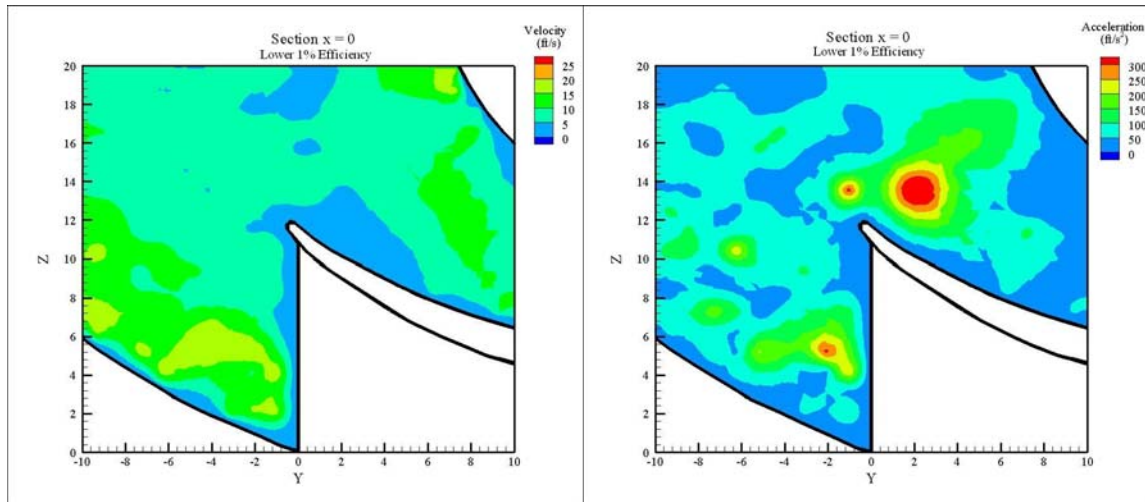 Section x = 0
Lower 1% Efficiency
Velocity
(ft/s)
25
20
15
10
5
0
20
18
16
14
12
10
8
6
4
2
0
Z
-10 -8 -6 -4 -2 0 2 4 6 8 10
Y
Section x = 0
Lower 1% Efficiency
Acceleration
(ft/s²)
300
250
200
150
100
50
0
20
18
16
14
12
10
8
6
4
2
0
Z
-10 -8 -6 -4 -2 0 2 4 6 8 10
Y